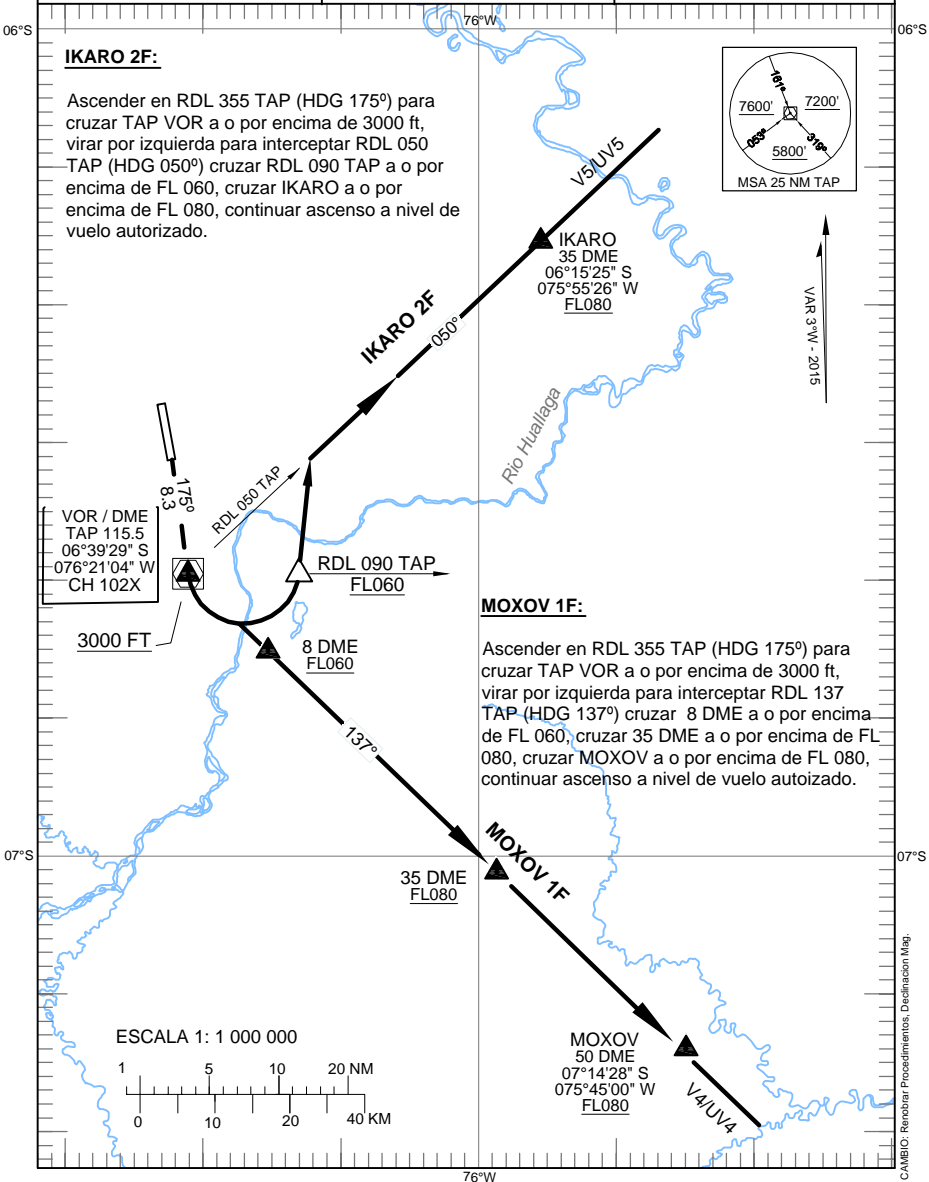 76°W
06°S
06°S
IKARO 2F:
Ascender en RDL 355 TAP (HDG 175º) para
cruzar TAP VOR a o por encima de 3000 ft,
virar por izquierda para interceptar RDL 050
TAP (HDG 050º) cruzar RDL 090 TAP a o por
encima de FL 060, cruzar IKARO a o por
encima de FL 080, continuar ascenso a nivel de
vuelo autorizado.
161º
7600'
7200'
053º
319º
5800'
MSA 25 NM TAP
V5/UV5
IKARO
35 DME
06°15'25" S
075°55'26" W
FL080
VAR 3°W - 2015
IKARO 2F
050°
Rio Huallaga
175º
8.3
RDL 050 TAP
VOR / DME
TAP 115.5
06°39'29" S
076°21'04" W
CH 102X
RDL 090 TAP
FL060
3000 FT
8 DME
FL060
MOXOV 1F:
Ascender en RDL 355 TAP (HDG 175º) para
cruzar TAP VOR a o por encima de 3000 ft,
virar por izquierda para interceptar RDL 137
TAP (HDG 137º) cruzar 8 DME a o por encima
de FL 060, cruzar 35 DME a o por encima de FL
080, cruzar MOXOV a o por encima de FL 080,
continuar ascenso a nivel de vuelo autoizado.
137°
07°S
07°S
MOXOV 1F
35 DME
FL080
ESCALA 1: 1 000 000
1 5 10 20 NM
0 10 20 40 KM
MOXOV
50 DME
07°14'28" S
075°45'00" W
FL080
V4/UV4
CAMBIO: Renobrar Procedimientos, Declinacion Mag.
76°W